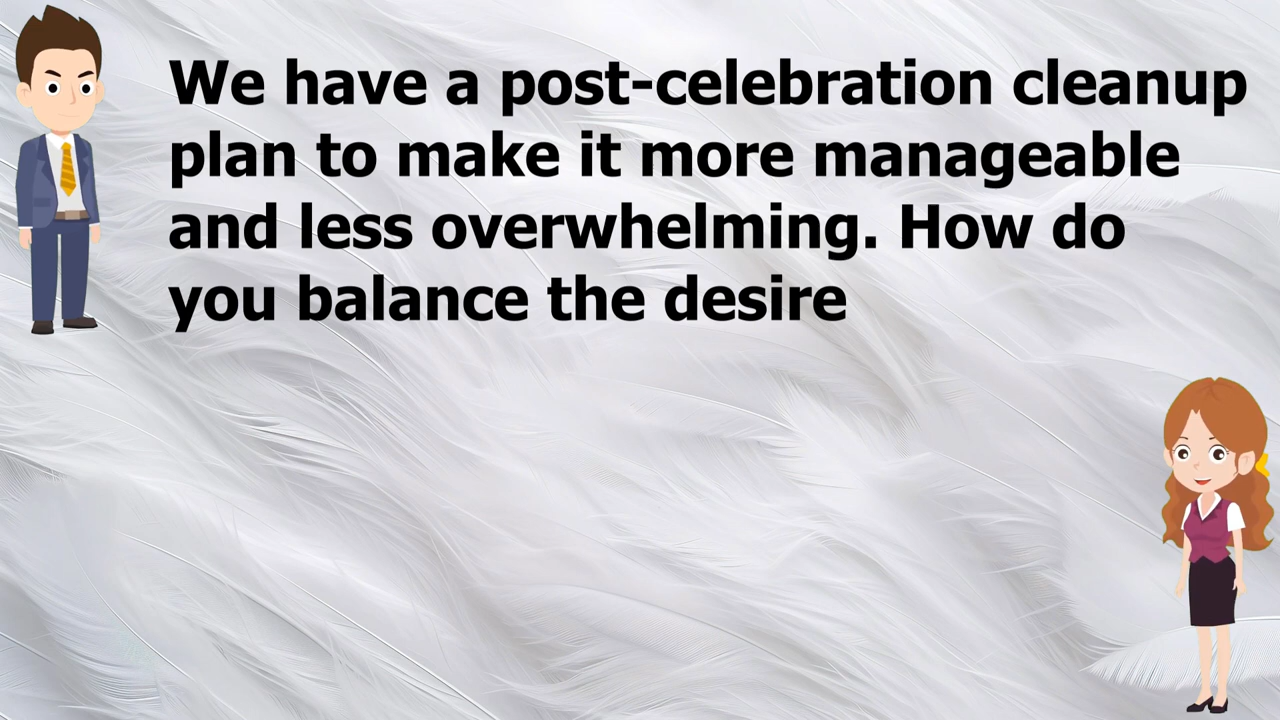 We have a post-celebration cleanup
plan to make it more manageable
and less overwhelming. How do
you balance the desire